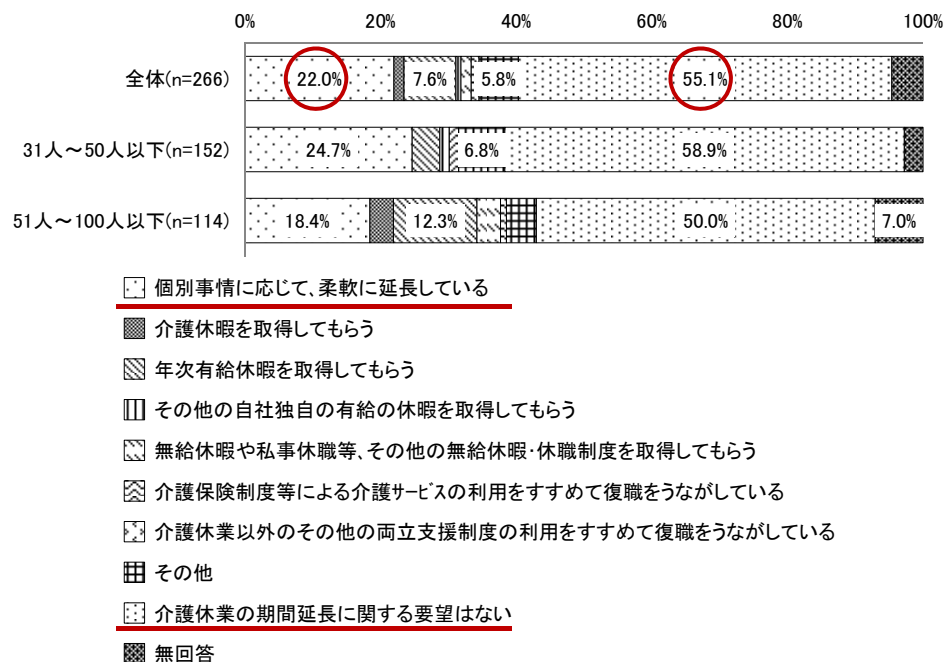 0% 20% 40% 60% 80% 100%
全体(n=266) 22.0% 7.6% 5.8% 55.1%
31人～50人以下(n=152) 24.7% 6.8% 58.9%
51人～100人以下(n=114) 18.4% 12.3% 50.0% 7.0%
個別事情に応じて、柔軟に延長している
介護休暇を取得してもらう
年次有給休暇を取得してもらう
その他の自社独自の有給の休暇を取得してもらう
無給休暇や私事休職等、その他の無給休暇・休職制度を取得してもらう
介護保険制度等による介護サービスの利用をすすめて復職をうながしている
介護休業以外のその他の両立支援制度の利用をすすめて復職をうながしている
その他
介護休業の期間延長に関する要望はない
無回答